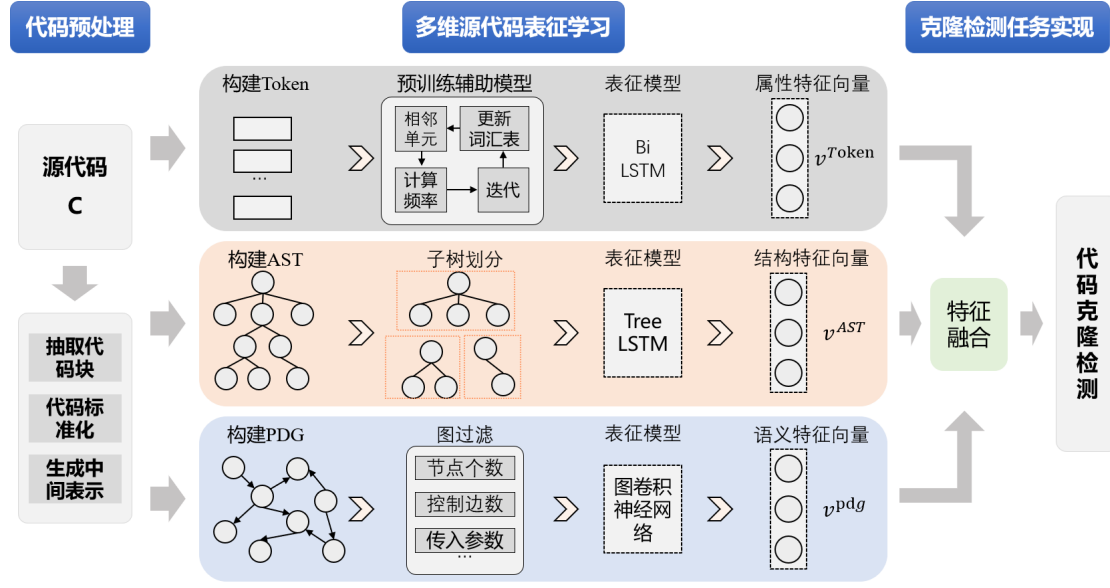 代码预处理
多维源代码表征学习
克隆检测任务实现
源代码
C
抽取代
码块
代码标
准化
生成中
间表示
构建Token
...
预训练辅助模型
相邻
单元
更新
词汇表
计算
频率
迭代
表征模型
Bi
LSTM
属性特征向量
v^Token
构建AST
子树划分
表征模型
Tree
LSTM
结构特征向量
v^AST
构建PDG
图过滤
节点个数
控制边数
传入参数
...
表征模型
图卷积
神经网
络
语义特征向量
v^pdg
特征
融合
代
码
克
隆
检
测